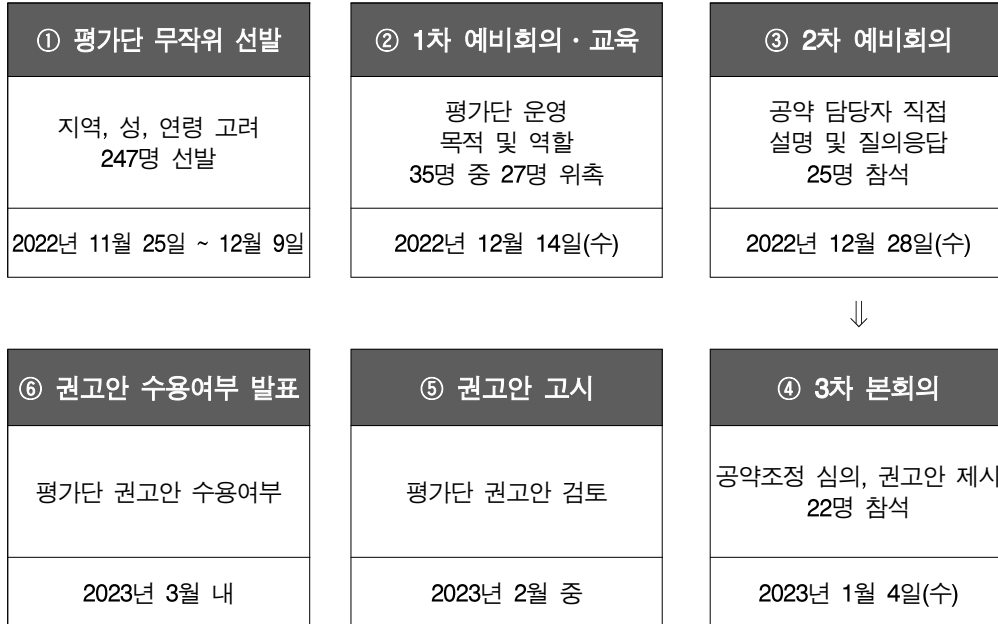 ① 평가단 무작위 선발
지역, 성, 연령 고려
247명 선발
2022년 11월 25일 ~ 12월 9일
② 1차 예비회의·교육
평가단 운영
목적 및 역할
35명 중 27명 위촉
2022년 12월 14일(수)
③ 2차 예비회의
공약 담당자 직접
설명 및 질의응답
25명 참석
2022년 12월 28일(수)
⇓
④ 3차 본회의
공약조정 심의, 권고안 제시
22명 참석
2023년 1월 4일(수)
⑤ 권고안 고시
평가단 권고안 검토
2023년 2월 중
⑥ 권고안 수용여부 발표
평가단 권고안 수용여부
2023년 3월 내